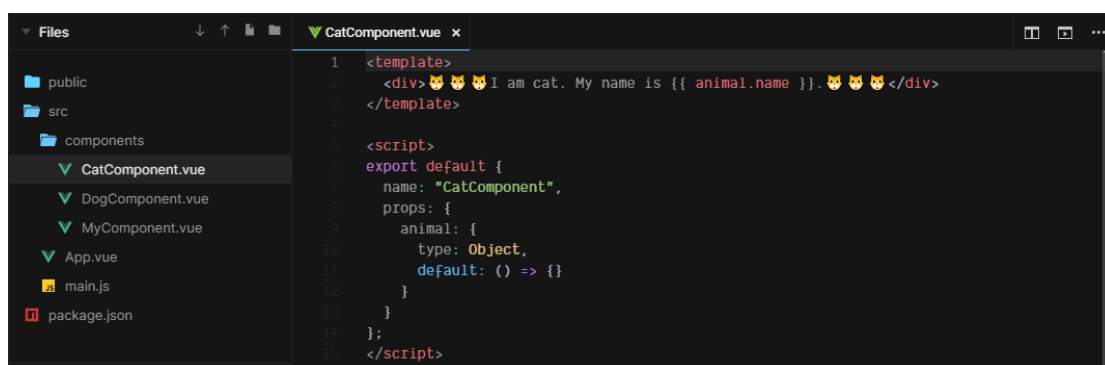 Files
CatComponent.vue ×
public
src
components
CatComponent.vue
DogComponent.vue
MyComponent.vue
App.vue
JS main.js
package.json
1 <template>
2 <div>🐱 🐱 🐱I am cat. My name is {{ animal.name }}.🐱 🐱 🐱</div>
3 </template>
4
5 <script>
6 export default {
7 name: "CatComponent",
8 props: {
9 animal: {
10 type: Object,
11 default: () => {}
12 }
13 }
14 };
15 </script>